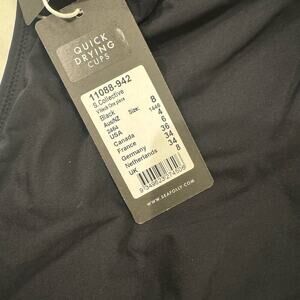 QUICK
DRYING
CUPS
11088-942
S.Collective
Black
Size: 8
Aus/NZ
USA 4
Canada 6
France 36
Germany 34
Netherlands 34
UK 8
WWW.SEAFOLLY.COM